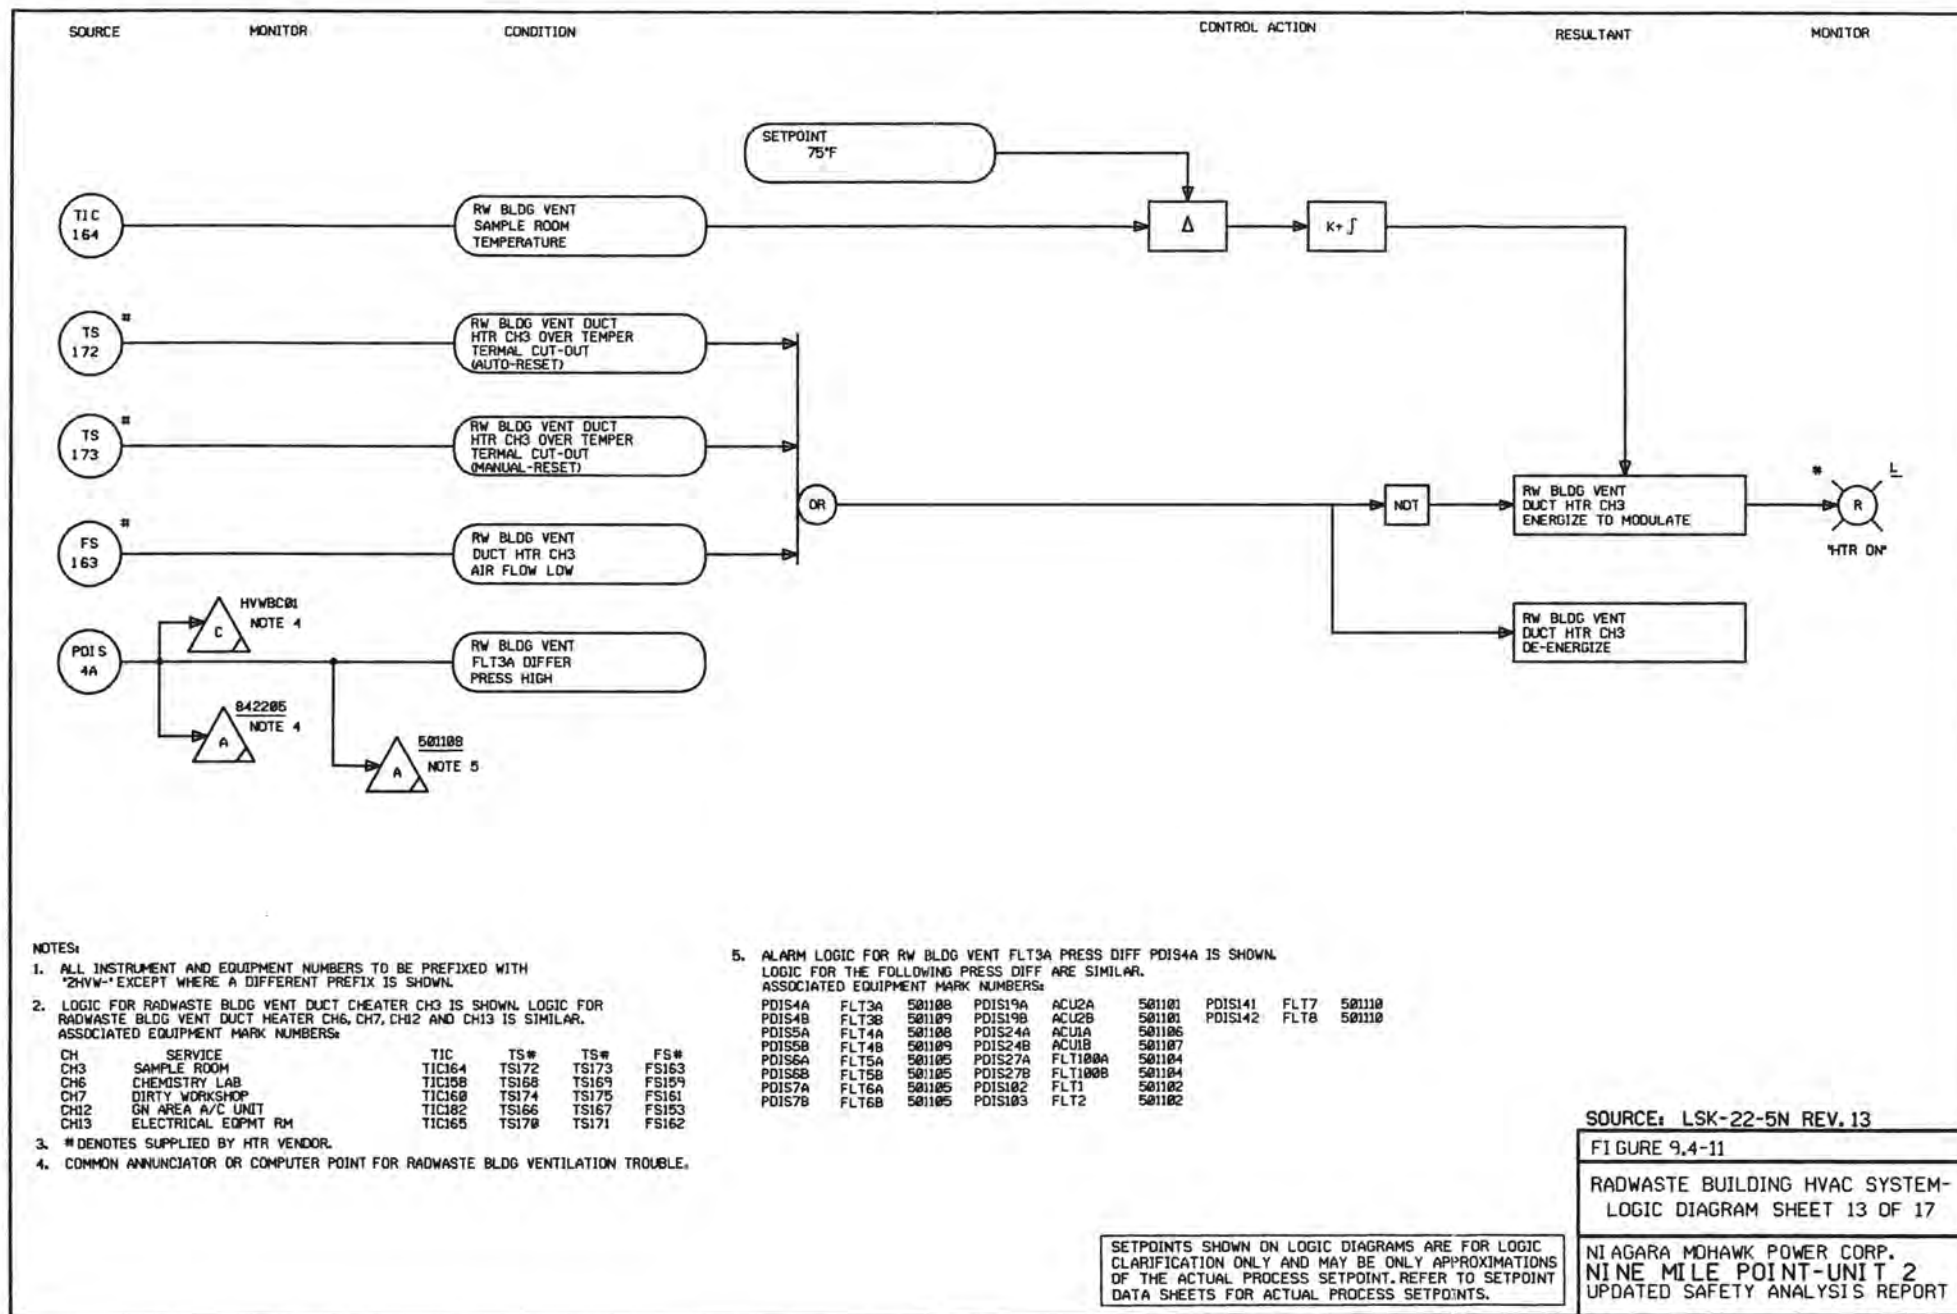 SOURCE MONITOR CONDITION CONTROL ACTION RESULTANT MONITOR
SETPOINT
75°F
TIC
164
RW BLDG VENT
SAMPLE ROOM
TEMPERATURE
Δ
K+∫
TS
172
#
RW BLDG VENT DUCT
HTR CH3 OVER TEMPER
TERMAL CUT-OUT
(AUTO-RESET)
TS
173
#
RW BLDG VENT DUCT
HTR CH3 OVER TEMPER
TERMAL CUT-OUT
(MANUAL-RESET)
OR
NOT
RW BLDG VENT
DUCT HTR CH3
ENERGIZE TO MODULATE
#
L
R
"HTR ON"
FS
163
#
RW BLDG VENT
DUCT HTR CH3
AIR FLOW LOW
RW BLDG VENT
DUCT HTR CH3
DE-ENERGIZE
PDIS
4A
C
HVWBC01
NOTE 4
RW BLDG VENT
FLT3A DIFFER
PRESS HIGH
A
842205
NOTE 4
A
501108
NOTE 5
NOTES:
1. ALL INSTRUMENT AND EQUIPMENT NUMBERS TO BE PREFIXED WITH
"2HVW-" EXCEPT WHERE A DIFFERENT PREFIX IS SHOWN.
2. LOGIC FOR RADWASTE BLDG VENT DUCT CHEATER CH3 IS SHOWN. LOGIC FOR
RADWASTE BLDG VENT DUCT HEATER CH6, CH7, CH12 AND CH13 IS SIMILAR.
ASSOCIATED EQUIPMENT MARK NUMBERS:
CH SERVICE TIC TS# TS# FS#
CH3 SAMPLE ROOM TIC164 TS172 TS173 FS163
CH6 CHEMISTRY LAB TIC158 TS168 TS169 FS159
CH7 DIRTY WORKSHOP TIC160 TS174 TS175 FS161
CH12 GN AREA A/C UNIT TIC182 TS166 TS167 FS153
CH13 ELECTRICAL EQPMT RM TIC165 TS170 TS171 FS162
3. # DENOTES SUPPLIED BY HTR VENDOR.
4. COMMON ANNUNCIATOR OR COMPUTER POINT FOR RADWASTE BLDG VENTILATION TROUBLE.
5. ALARM LOGIC FOR RW BLDG VENT FLT3A PRESS DIFF PDIS4A IS SHOWN.
LOGIC FOR THE FOLLOWING PRESS DIFF ARE SIMILAR.
ASSOCIATED EQUIPMENT MARK NUMBERS:
PDIS4A FLT3A 501108 PDIS19A ACU2A 501101 PDIS141 FLT7 501110
PDIS4B FLT3B 501109 PDIS19B ACU2B 501101 PDIS142 FLT8 501110
PDIS5A FLT4A 501108 PDIS24A ACU1A 501106
PDIS5B FLT4B 501109 PDIS24B ACU1B 501107
PDIS6A FLT5A 501105 PDIS27A FLT100A 501104
PDIS6B FLT5B 501105 PDIS27B FLT100B 501104
PDIS7A FLT6A 501105 PDIS102 FLT1 501102
PDIS7B FLT6B 501105 PDIS103 FLT2 501102
SETPOINTS SHOWN ON LOGIC DIAGRAMS ARE FOR LOGIC
CLARIFICATION ONLY AND MAY BE ONLY APPROXIMATIONS
OF THE ACTUAL PROCESS SETPOINT. REFER TO SETPOINT
DATA SHEETS FOR ACTUAL PROCESS SETPOINTS.
SOURCE: LSK-22-5N REV. 13
FIGURE 9.4-11
RADWASTE BUILDING HVAC SYSTEM-
LOGIC DIAGRAM SHEET 13 OF 17
NIAGARA MOHAWK POWER CORP.
NINE MILE POINT-UNIT 2
UPDATED SAFETY ANALYSIS REPORT